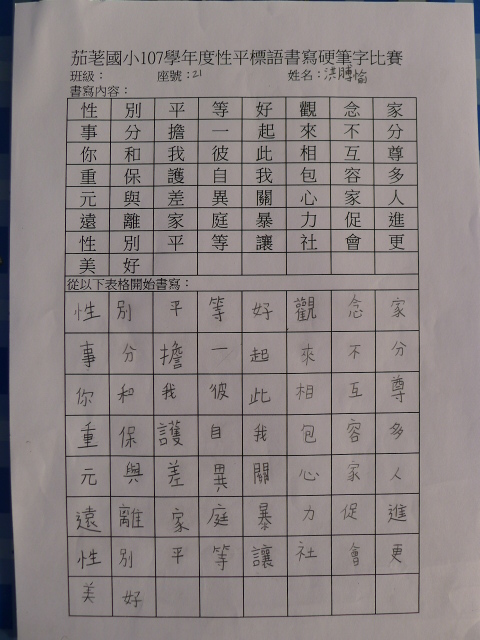 茄荖國小107學年度性平標語書寫硬筆字比賽
班級： 座號：21 姓名：洪
書寫內容：
性別平等好觀念家
事分擔一起來不分
你和我彼此相互尊
重保護自我包容多
元與差異關心家人
遠離家庭暴力促進
性別平等讓社會更
美好
從以下表格開始書寫：
性別平等好觀念家
事分擔一起來不分
你和我彼此相互尊
重保護自我包容多
元與差異關心家人
遠離家庭暴力促進
性別平等讓社會更
美好